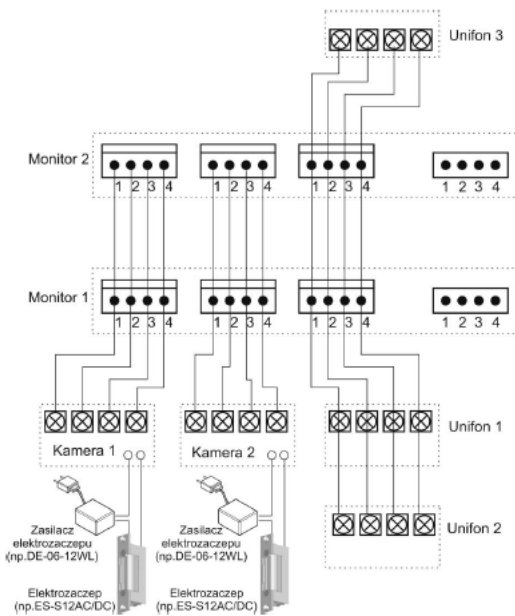 Unifon 3
Monitor 2
1 2 3 4
1 2 3 4
1 2 3 4
1 2 3 4
Monitor 1
1 2 3 4
1 2 3 4
1 2 3 4
1 2 3 4
Kamera 1
Kamera 2
Unifon 1
Zasilacz
elektrozaczepu
(np.DE-06-12WL)
Zasilacz
elektrozaczepu
(np.DE-06-12WL)
Unifon 2
Elektrozaczep
(np.ES-S12AC/DC)
Elektrozaczep
(np.ES-S12AC/DC)